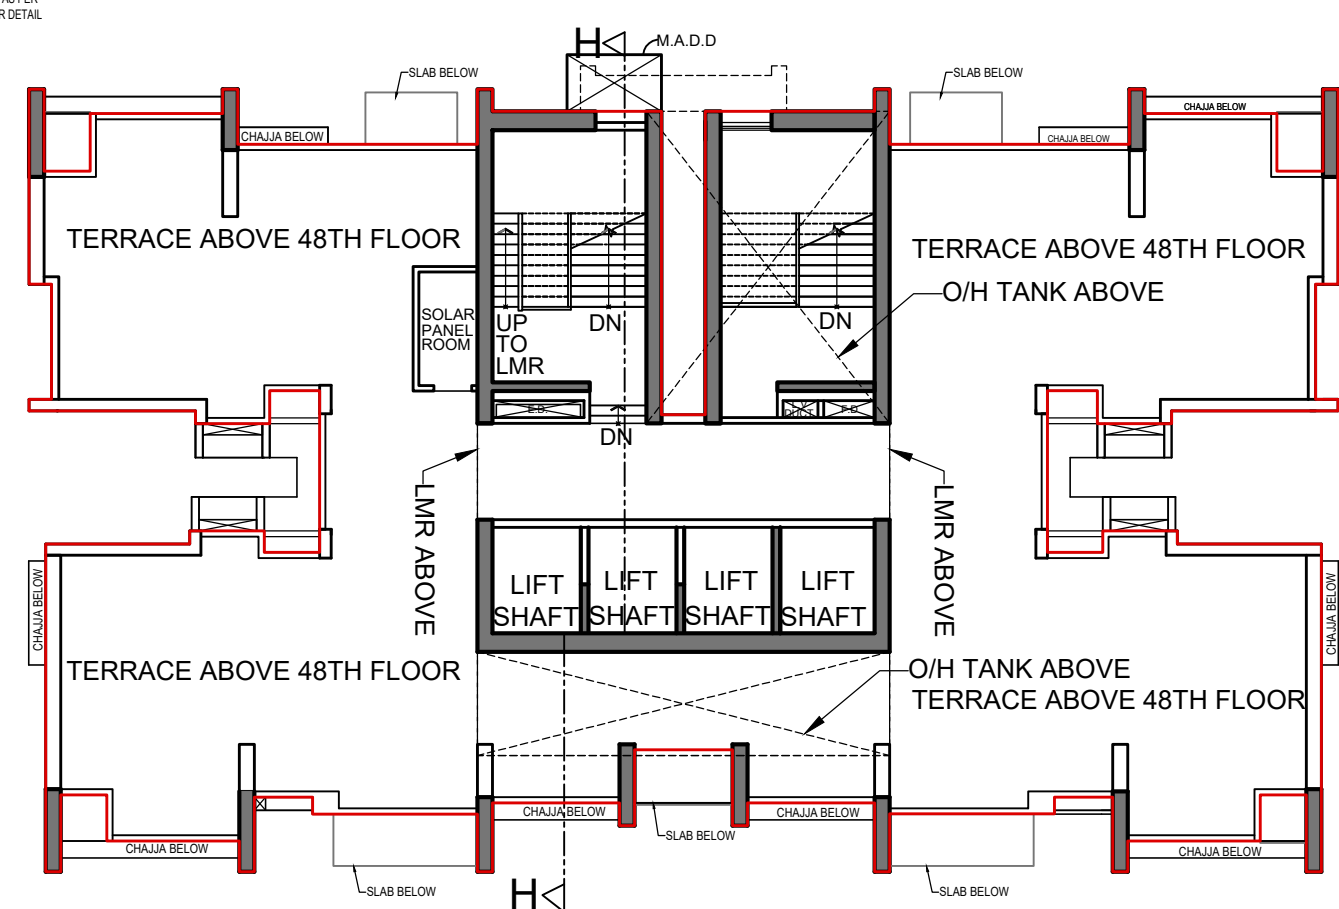 R DETAIL
H
M.A.D.D
SLAB BELOW
SLAB BELOW
CHAJJA BELOW
CHAJJA BELOW
CHAJJA BELOW
TERRACE ABOVE 48TH FLOOR
TERRACE ABOVE 48TH FLOOR
O/H TANK ABOVE
SOLAR
PANEL
ROOM
UP
TO
LMR
DN
DN
E.D.
DUCT
F.D
DN
LMR ABOVE
LMR ABOVE
LIFT
SHAFT
LIFT
SHAFT
LIFT
SHAFT
LIFT
SHAFT
CHAJJA BELOW
CHAJJA BELOW
TERRACE ABOVE 48TH FLOOR
O/H TANK ABOVE
TERRACE ABOVE 48TH FLOOR
CHAJJA BELOW
CHAJJA BELOW
SLAB BELOW
CHAJJA BELOW
CHAJJA BELOW
SLAB BELOW
SLAB BELOW
H